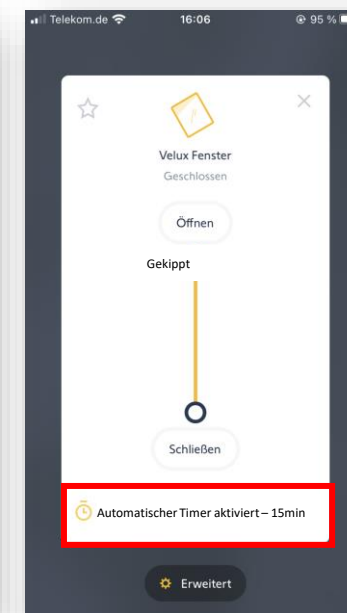 Telekom.de 16:06 95 %
Velux Fenster
Geschlossen
Öffnen
Gekippt
Schließen
Automatischer Timer aktiviert – 15min
Erweitert